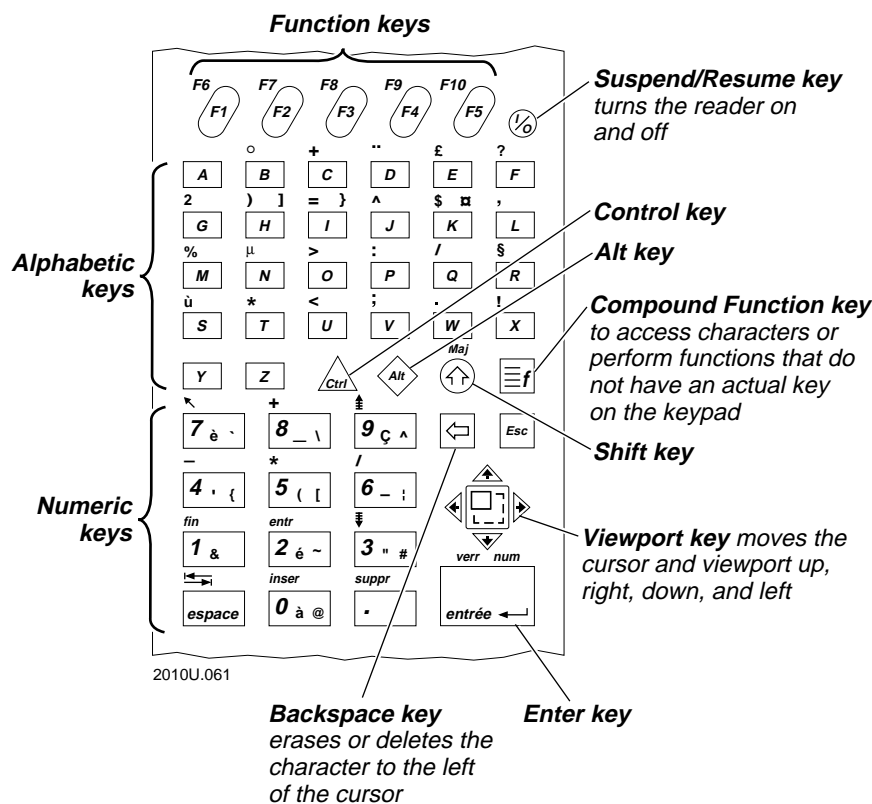 Function keys
F6 F7 F8 F9 F10
F1 F2 F3 F4 F5 I/O
Suspend/Resume key
turns the reader on
and off
° + ¨ £ ?
A B C D E F
2 ) ] = } ^ $ ¤ ,
G H I J K L
% µ > : / §
M N O P Q R
ù * < ; . !
S T U V W X
Maj
Y Z Ctrl Alt f
Alphabetic
keys
Control key
Alt key
Compound Function key
to access characters or
perform functions that do
not have an actual key
on the keypad
Shift key
+
7 è ` 8 _ \ 9 Ç ^ Esc
– * /
4 ' { 5 ( [ 6 – ¦
fin entr
1 & 2 é ~ 3 " #
inser suppr verr num
espace 0 à @ . entrée
Numeric
keys
Viewport key moves the
cursor and viewport up,
right, down, and left
2010U.061
Backspace key
erases or deletes the
character to the left
of the cursor
Enter key